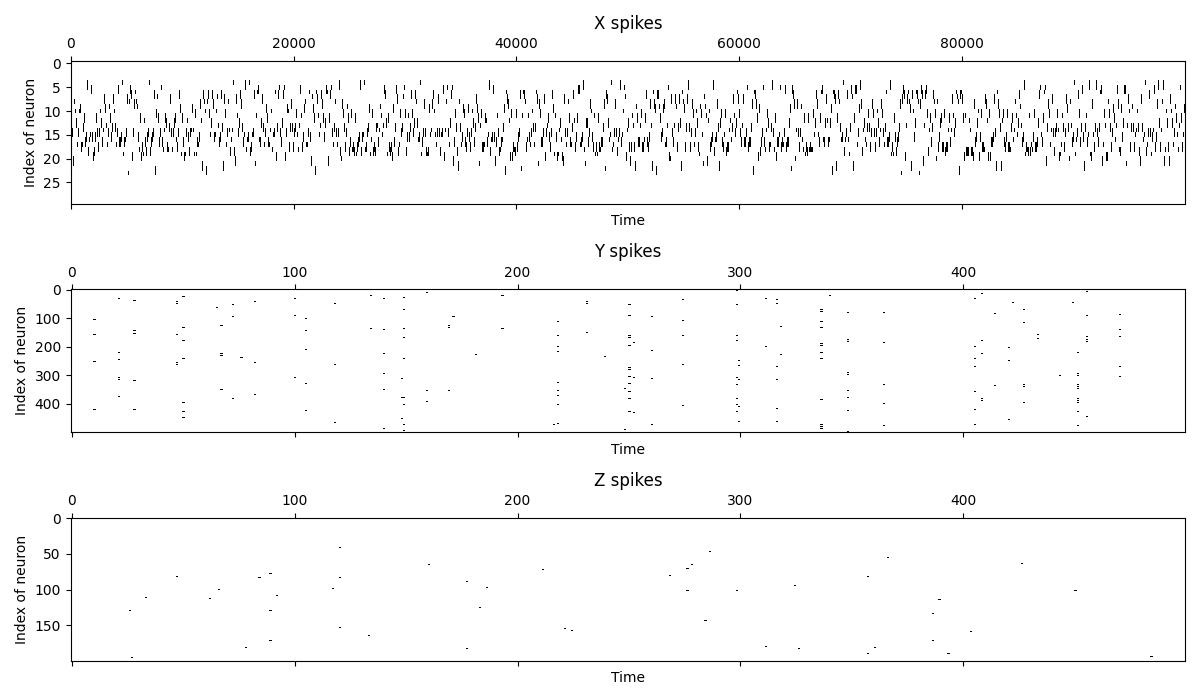 X spikes
0 20000 40000 60000 80000
Index of neuron
0
5
10
15
20
25
Time
Y spikes
0 100 200 300 400
Index of neuron
0
100
200
300
400
Time
Z spikes
0 100 200 300 400
Index of neuron
0
50
100
150
Time